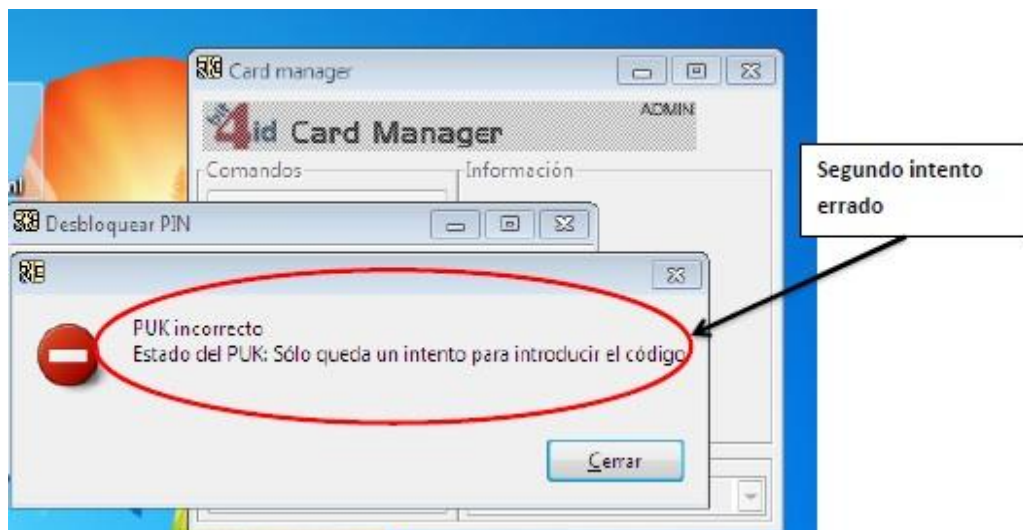 Card manager
bit 4id Card Manager
ADMIN
Comandos
Información
Segundo intento
errado
Desbloquear PIN
PUK incorrecto
Estado del PUK: Sólo queda un intento para introducir el código
Cerrar